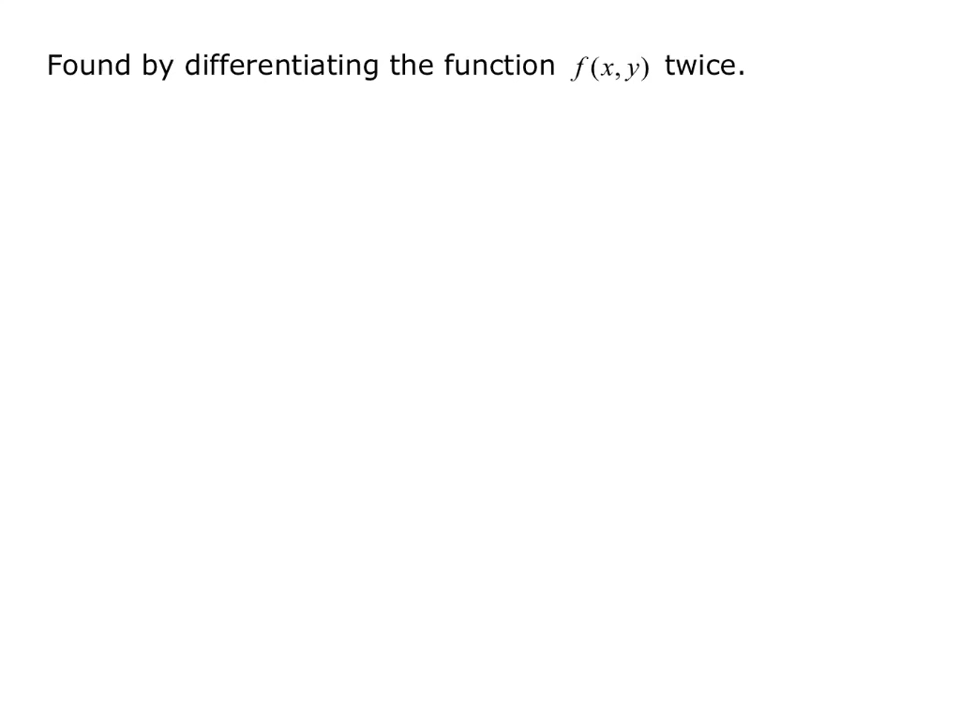 Found by differentiating the function f(x, y) twice.